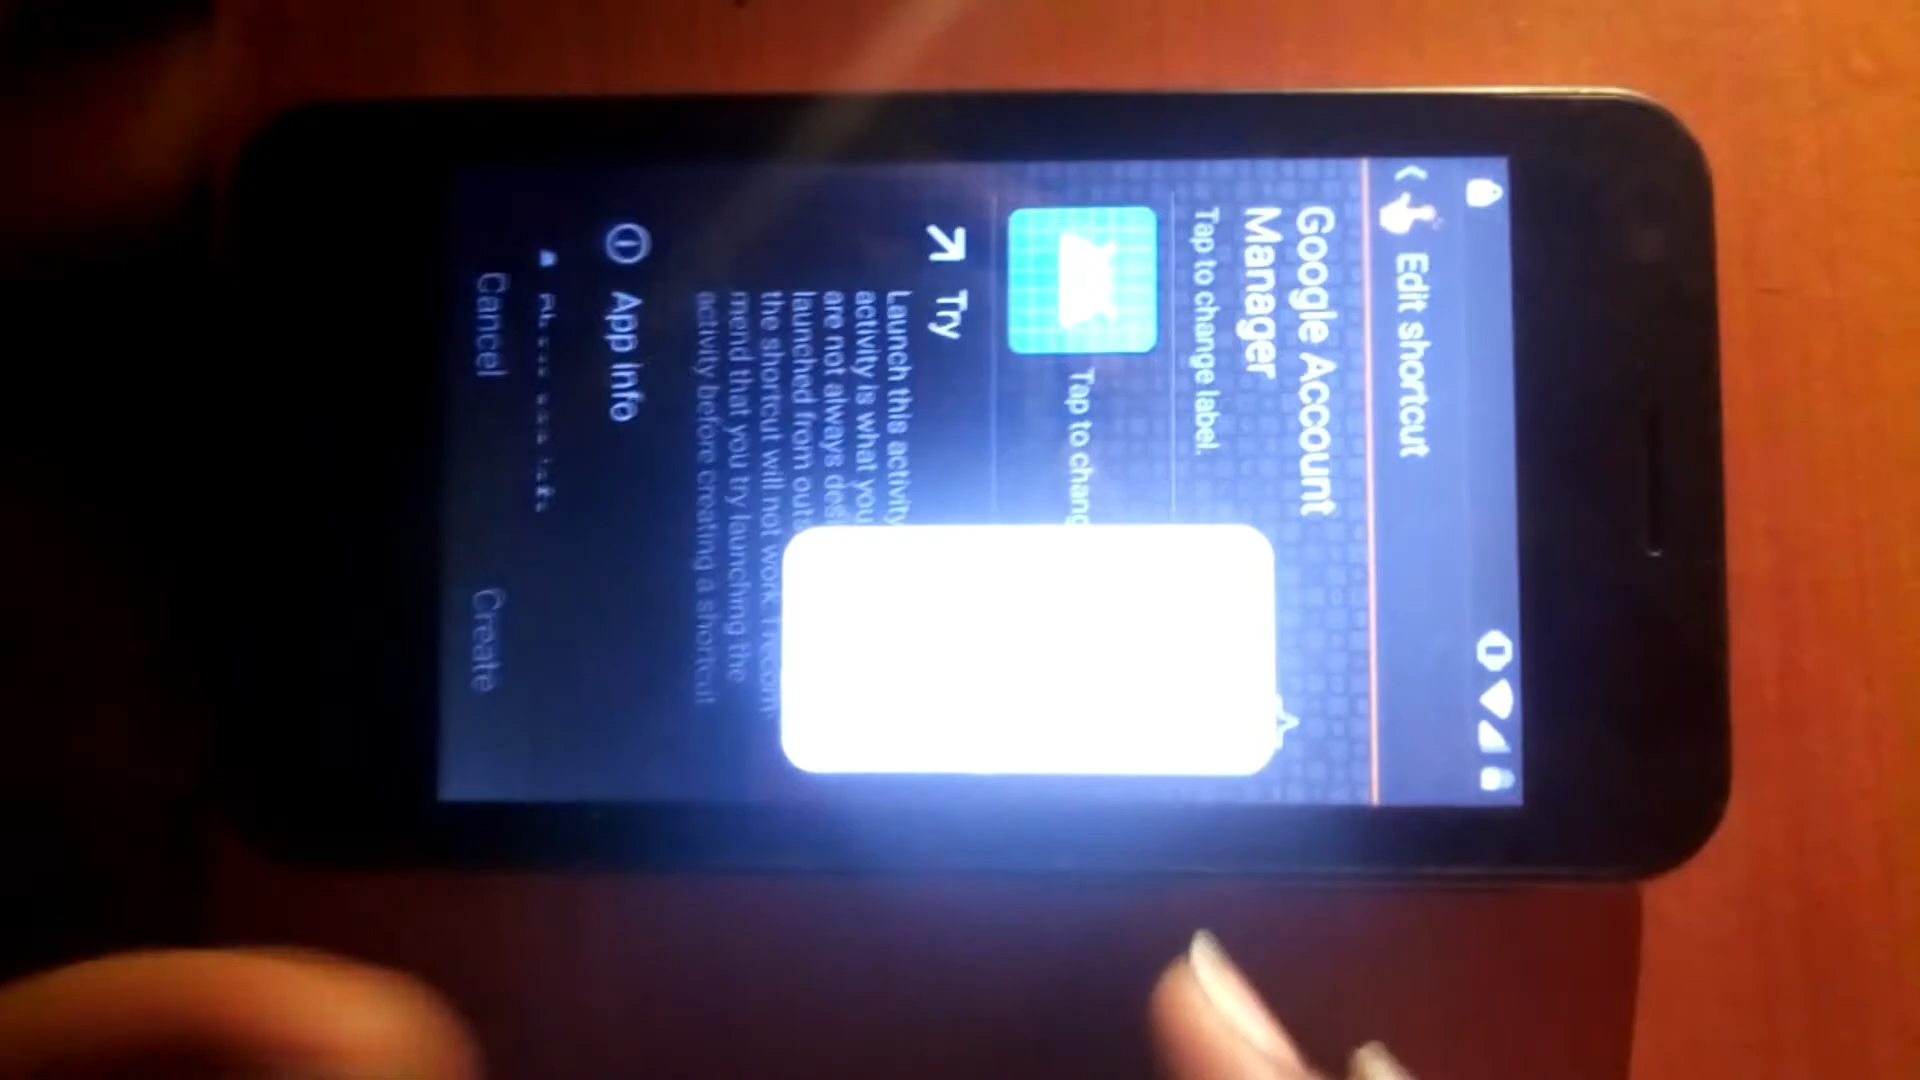 Edit shortcut
Google Account
Manager
Tap to change label.
Tap to chang
Try
Launch this activity
activity is what you
are not always des
launched from out
the shortcut will not work. I recom-
mend that you try launching the
activity before creating a shortcut
App info
Cancel
Create